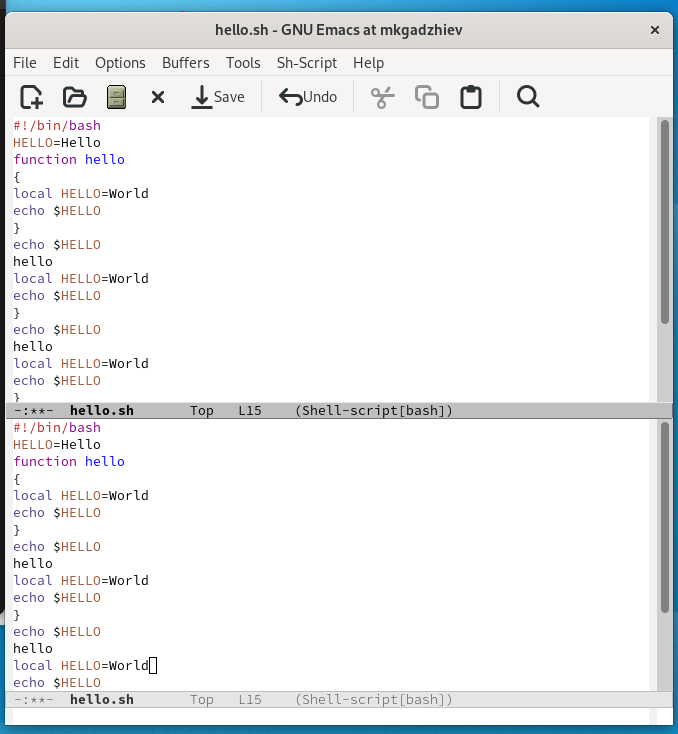 hello.sh - GNU Emacs at mkgadzhiev
File Edit Options Buffers Tools Sh-Script Help
Save Undo
#!/bin/bash
HELLO=Hello
function hello
{
local HELLO=World
echo $HELLO
}
echo $HELLO
hello
local HELLO=World
echo $HELLO
}
echo $HELLO
hello
local HELLO=World
echo $HELLO
}
-:**- hello.sh Top L15 (Shell-script[bash])
#!/bin/bash
HELLO=Hello
function hello
{
local HELLO=World
echo $HELLO
}
echo $HELLO
hello
local HELLO=World
echo $HELLO
}
echo $HELLO
hello
local HELLO=World
echo $HELLO
-:**- hello.sh Top L15 (Shell-script[bash])